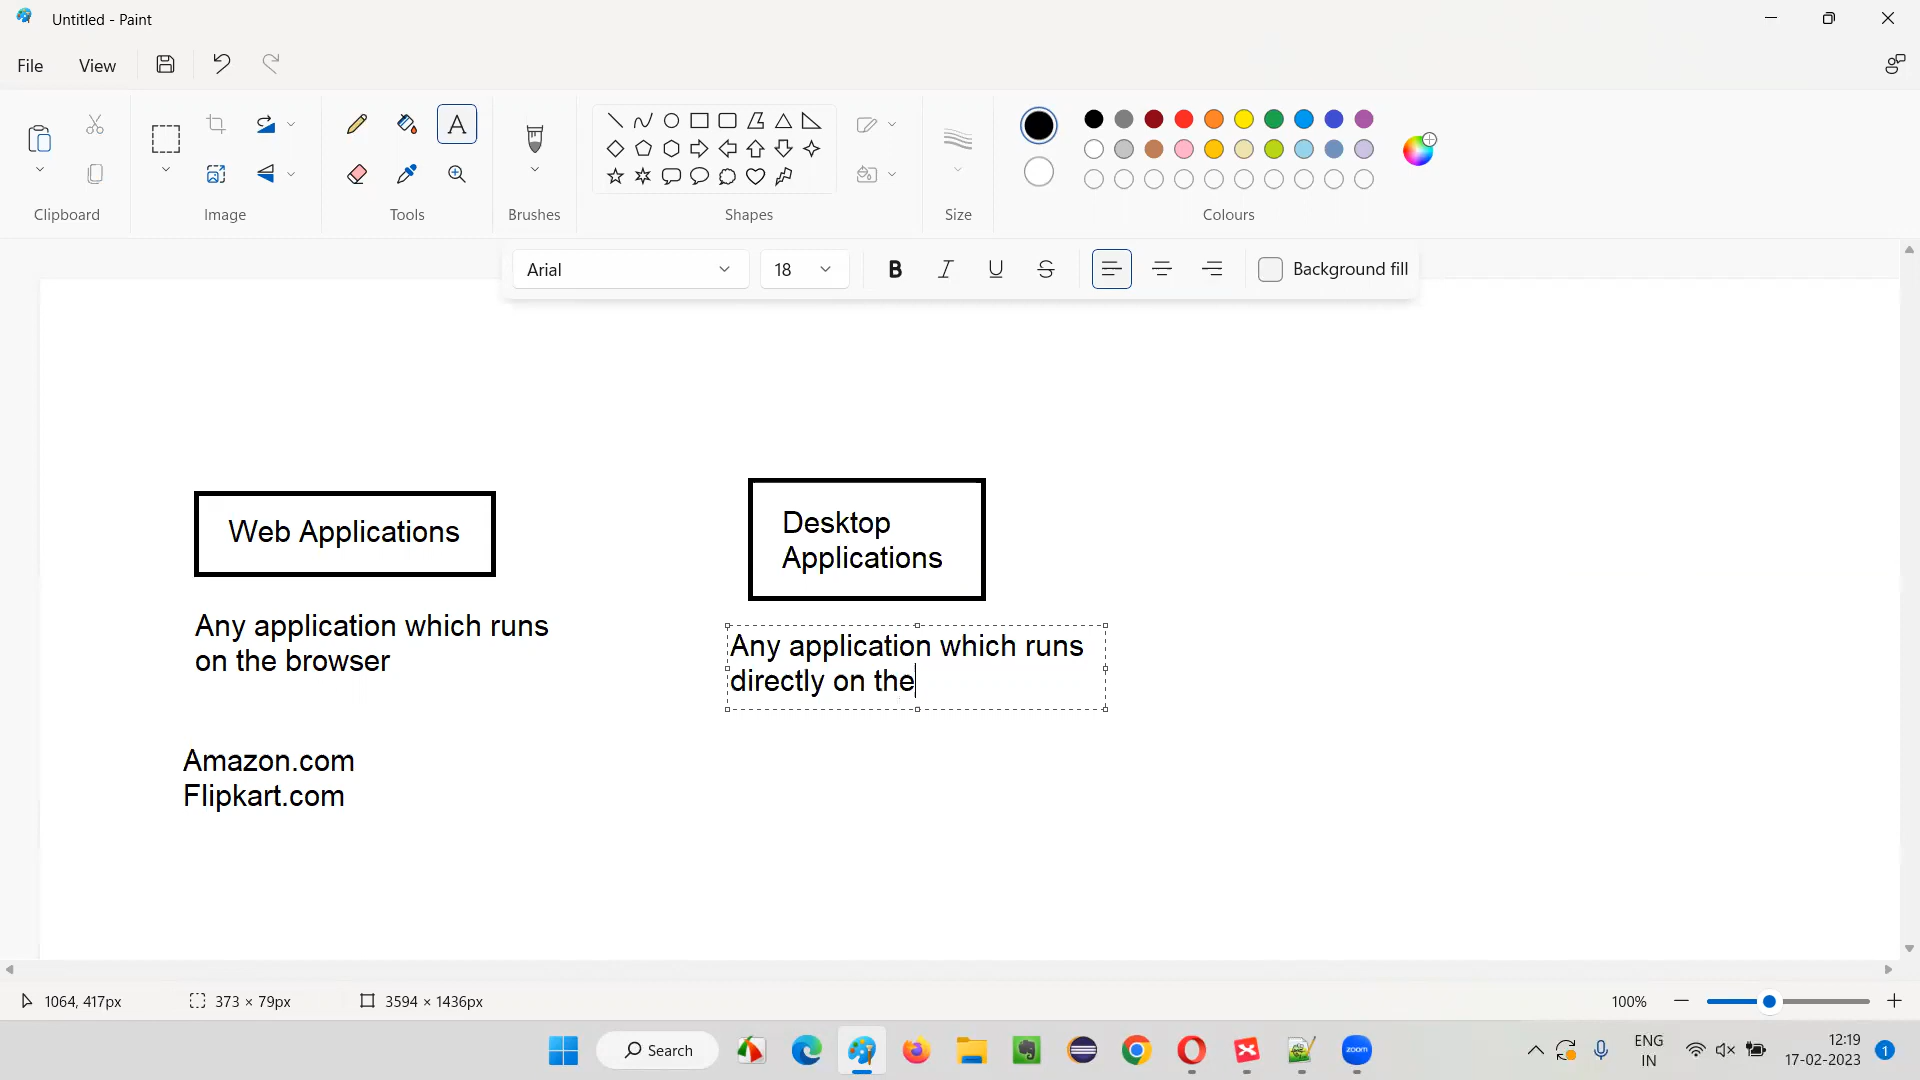 Untitled - Paint
File
View
Clipboard
Image
Tools
Brushes
Shapes
Size
Colours
Arial
18
B
I
U
S
Background fill
Web Applications
Desktop
Applications
Any application which runs
on the browser
Any application which runs
directly on the
Amazon.com
Flipkart.com
1064, 417px
373 × 79px
3594 × 1436px
100%
Search
zoom
ENG
IN
12:19
17-02-2023
1